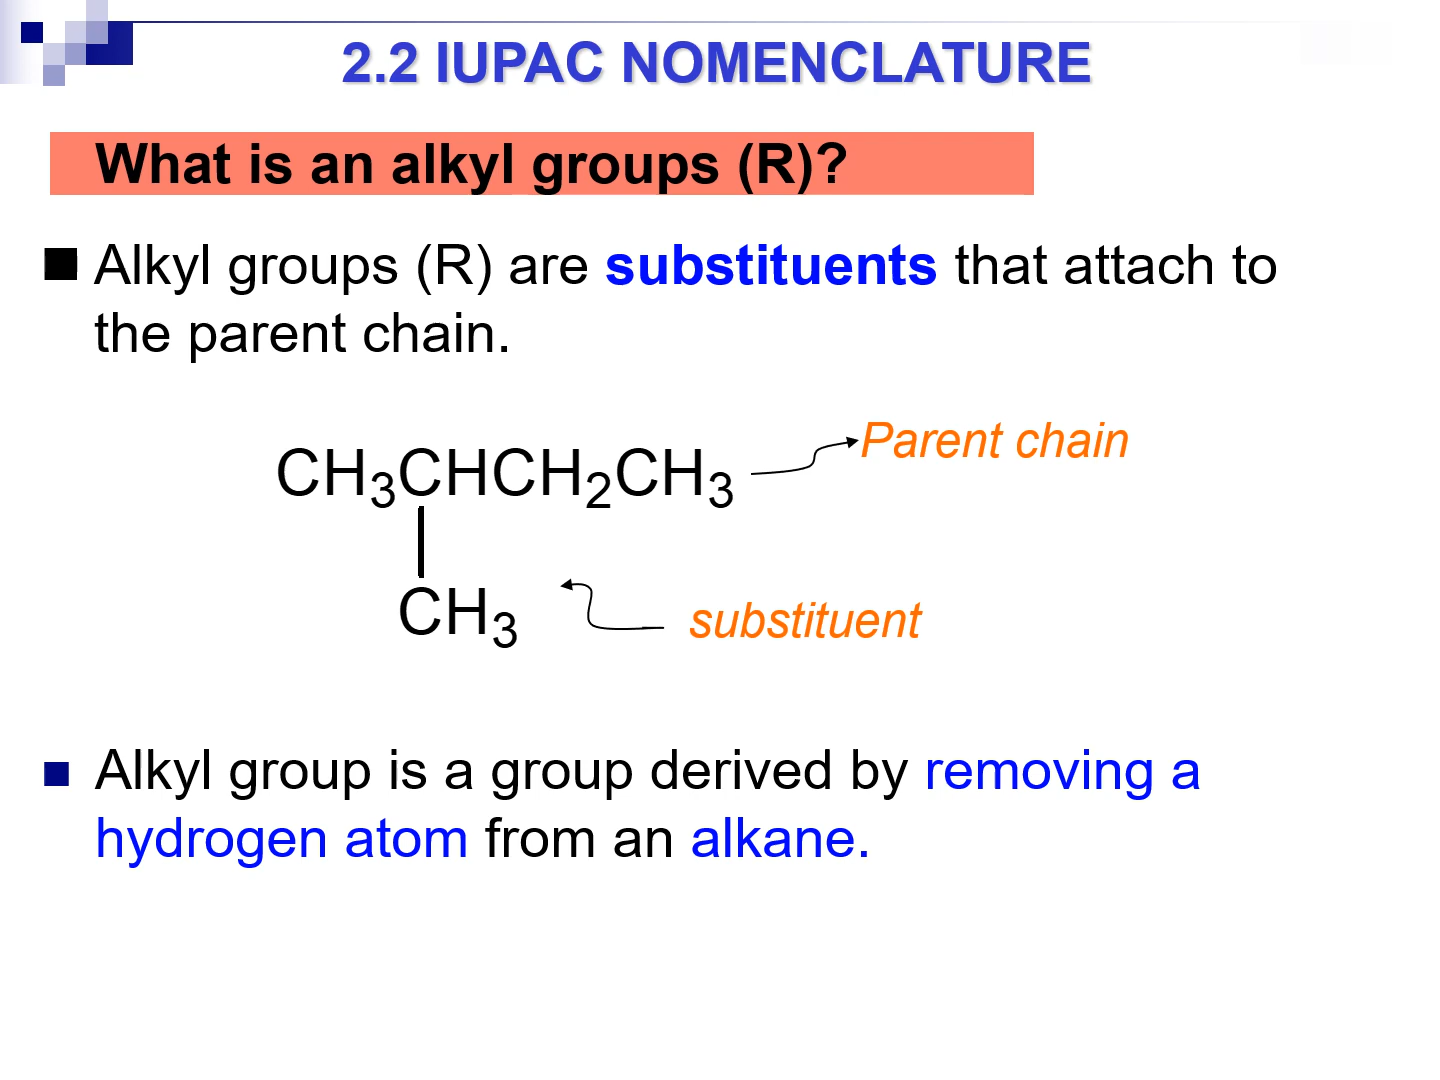 2.2 IUPAC NOMENCLATURE
What is an alkyl groups (R)?
Alkyl groups (R) are substituents that attach to
the parent chain.
Parent chain
CH₃CHCH₂CH₃
CH₃
substituent
Alkyl group is a group derived by removing a
hydrogen atom from an alkane.